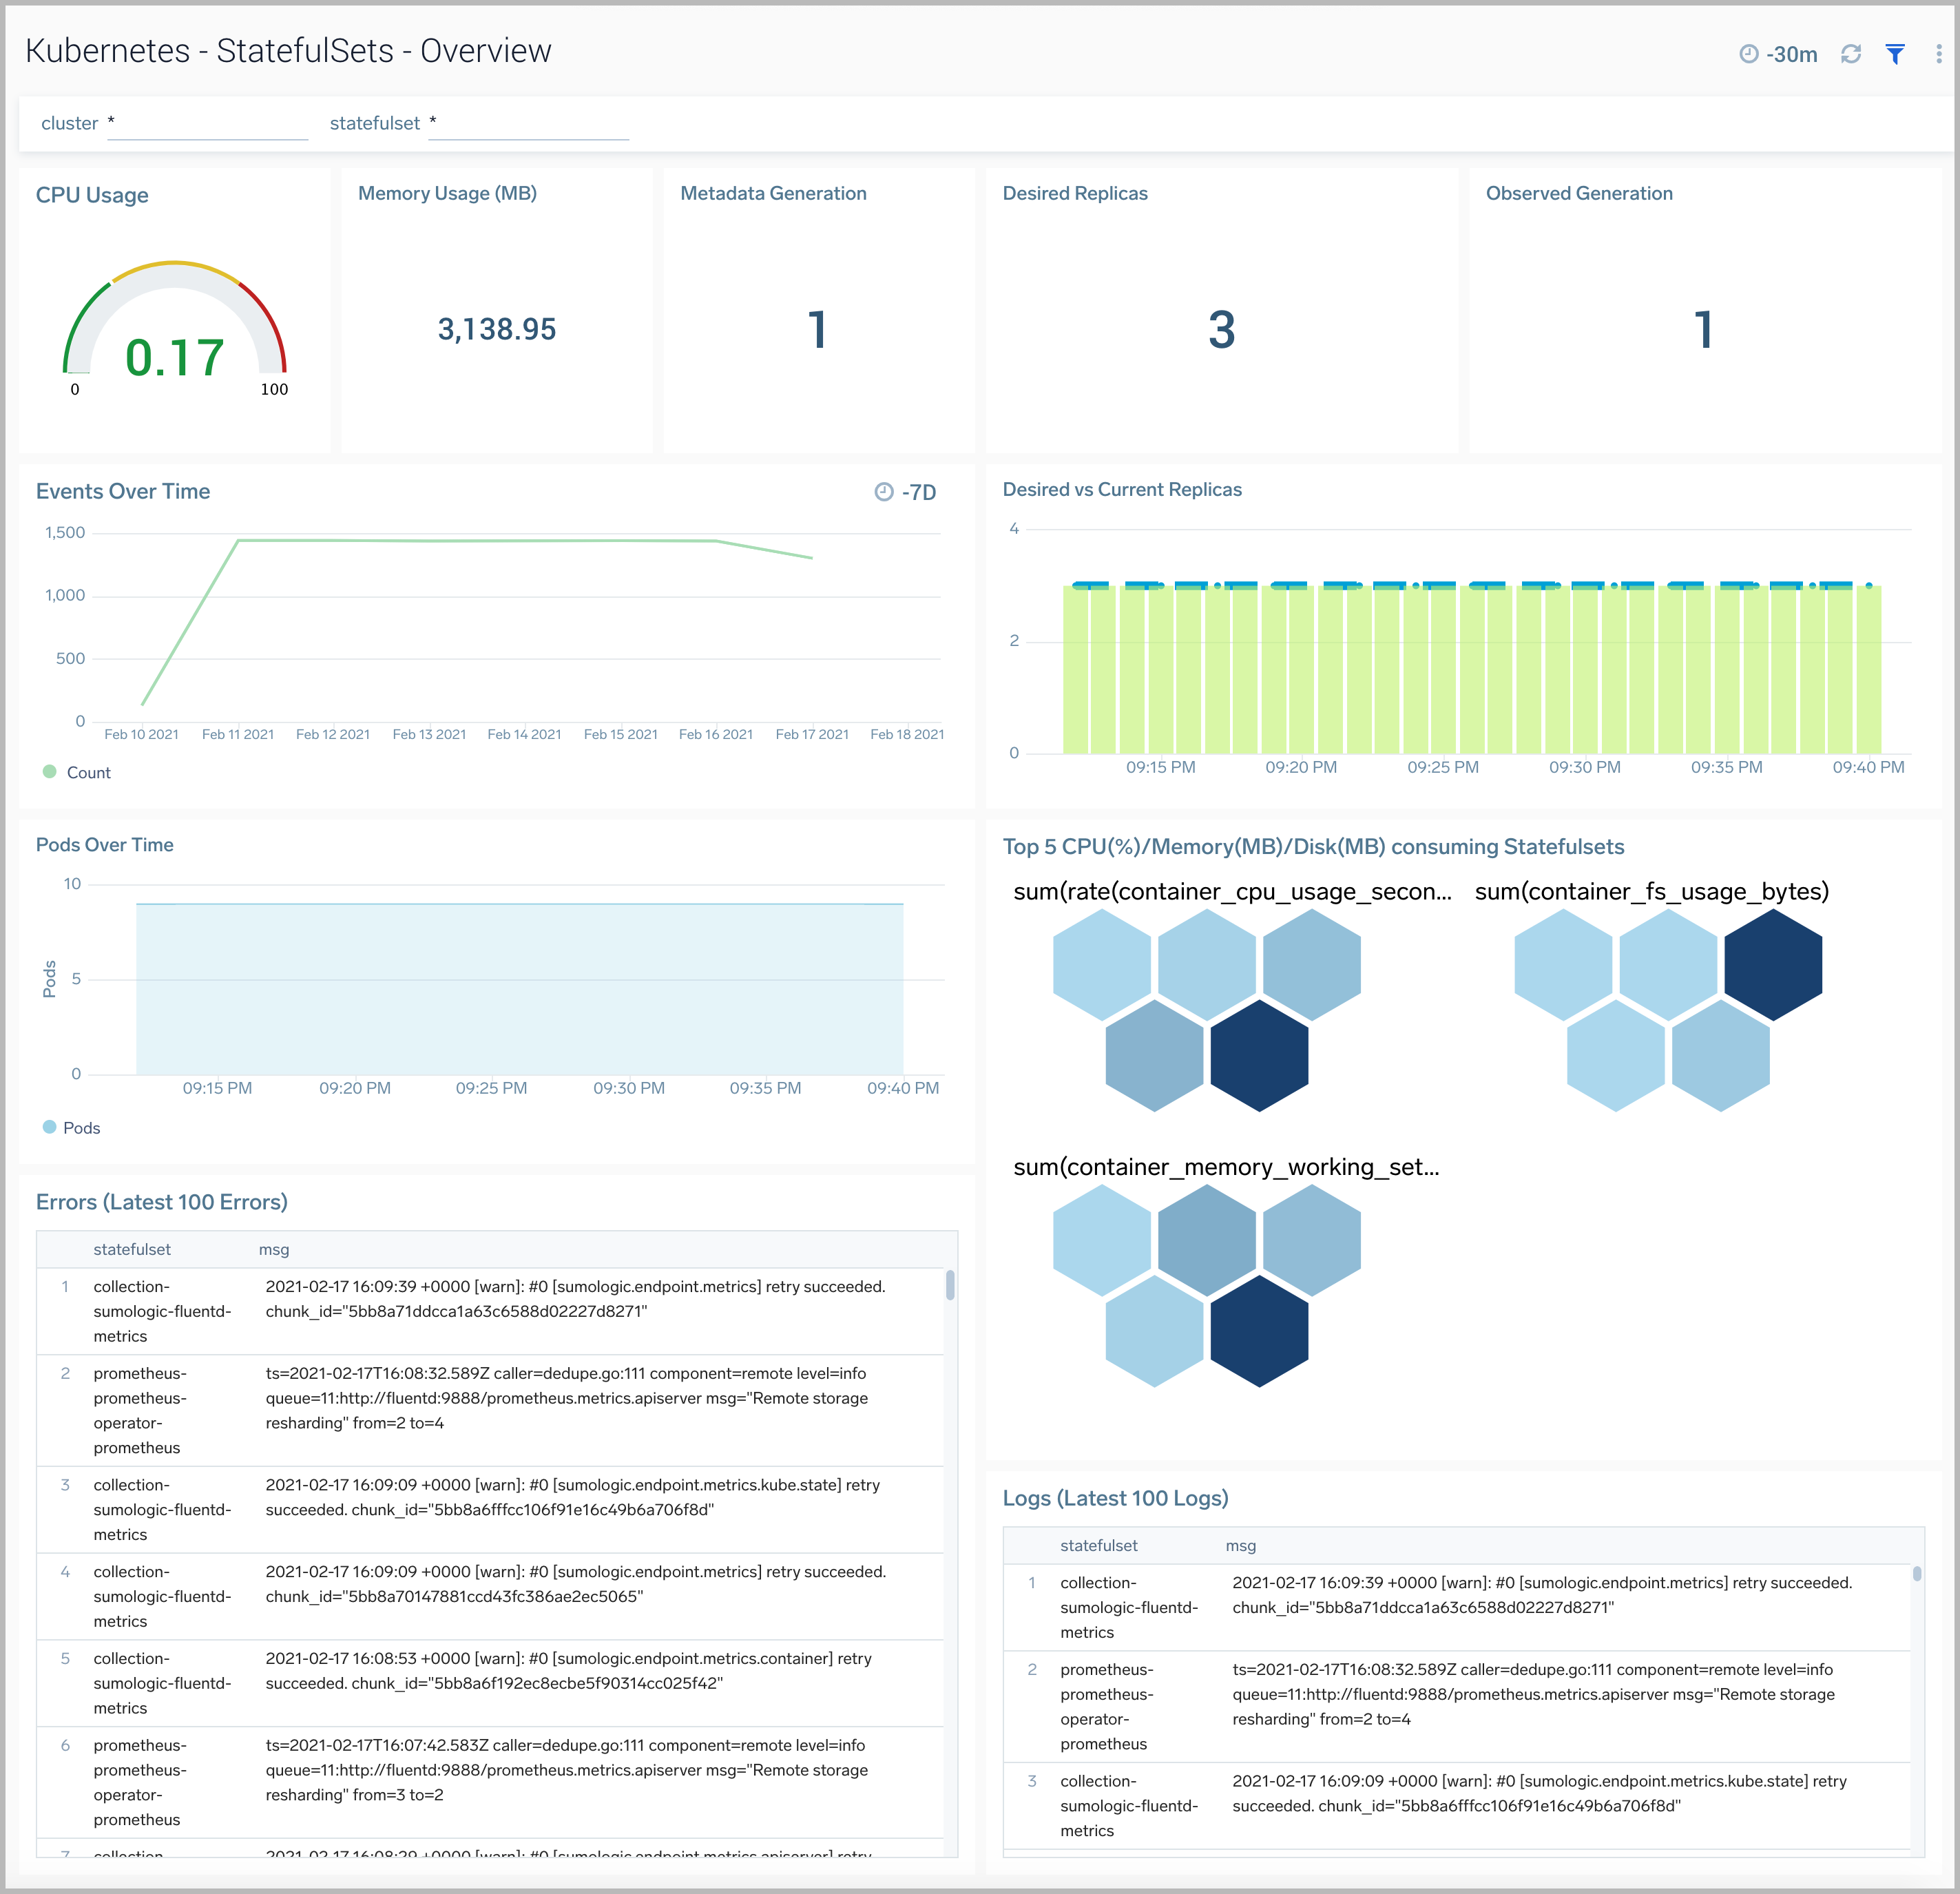 Kubernetes - StatefulSets - Overview
-30m
cluster *
statefulset *
CPU Usage
0.17
0
100
Memory Usage (MB)
3,138.95
Metadata Generation
1
Desired Replicas
3
Observed Generation
1
Events Over Time
-7D
1,500
1,000
500
0
Feb 10 2021
Feb 11 2021
Feb 12 2021
Feb 13 2021
Feb 14 2021
Feb 15 2021
Feb 16 2021
Feb 17 2021
Feb 18 2021
Count
Desired vs Current Replicas
4
2
0
09:15 PM
09:20 PM
09:25 PM
09:30 PM
09:35 PM
09:40 PM
Pods Over Time
Pods
10
5
0
09:15 PM
09:20 PM
09:25 PM
09:30 PM
09:35 PM
09:40 PM
Pods
Top 5 CPU(%)/Memory(MB)/Disk(MB) consuming Statefulsets
sum(rate(container_cpu_usage_secon...
sum(container_fs_usage_bytes)
sum(container_memory_working_set...
Errors (Latest 100 Errors)
statefulset
msg
1
collection-
sumologic-fluentd-
metrics
2021-02-17 16:09:39 +0000 [warn]: #0 [sumologic.endpoint.metrics] retry succeeded.
chunk_id="5bb8a71ddcca1a63c6588d02227d8271"
2
prometheus-
prometheus-
operator-
prometheus
ts=2021-02-17T16:08:32.589Z caller=dedupe.go:111 component=remote level=info
queue=11:http://fluentd:9888/prometheus.metrics.apiserver msg="Remote storage
resharding" from=2 to=4
3
collection-
sumologic-fluentd-
metrics
2021-02-17 16:09:09 +0000 [warn]: #0 [sumologic.endpoint.metrics.kube.state] retry
succeeded. chunk_id="5bb8a6fffcc106f91e16c49b6a706f8d"
4
collection-
sumologic-fluentd-
metrics
2021-02-17 16:09:09 +0000 [warn]: #0 [sumologic.endpoint.metrics] retry succeeded.
chunk_id="5bb8a70147881ccd43fc386ae2ec5065"
5
collection-
sumologic-fluentd-
metrics
2021-02-17 16:08:53 +0000 [warn]: #0 [sumologic.endpoint.metrics.container] retry
succeeded. chunk_id="5bb8a6f192ec8ecbe5f90314cc025f42"
6
prometheus-
prometheus-
operator-
prometheus
ts=2021-02-17T16:07:42.583Z caller=dedupe.go:111 component=remote level=info
queue=11:http://fluentd:9888/prometheus.metrics.apiserver msg="Remote storage
resharding" from=3 to=2
7
collection-
2021-02-17 16:08:29 +0000 [warn]: #0 [sumologic.endpoint.metrics.apiserver] retry
Logs (Latest 100 Logs)
statefulset
msg
1
collection-
sumologic-fluentd-
metrics
2021-02-17 16:09:39 +0000 [warn]: #0 [sumologic.endpoint.metrics] retry succeeded.
chunk_id="5bb8a71ddcca1a63c6588d02227d8271"
2
prometheus-
prometheus-
operator-
prometheus
ts=2021-02-17T16:08:32.589Z caller=dedupe.go:111 component=remote level=info
queue=11:http://fluentd:9888/prometheus.metrics.apiserver msg="Remote storage
resharding" from=2 to=4
3
collection-
sumologic-fluentd-
metrics
2021-02-17 16:09:09 +0000 [warn]: #0 [sumologic.endpoint.metrics.kube.state] retry
succeeded. chunk_id="5bb8a6fffcc106f91e16c49b6a706f8d"